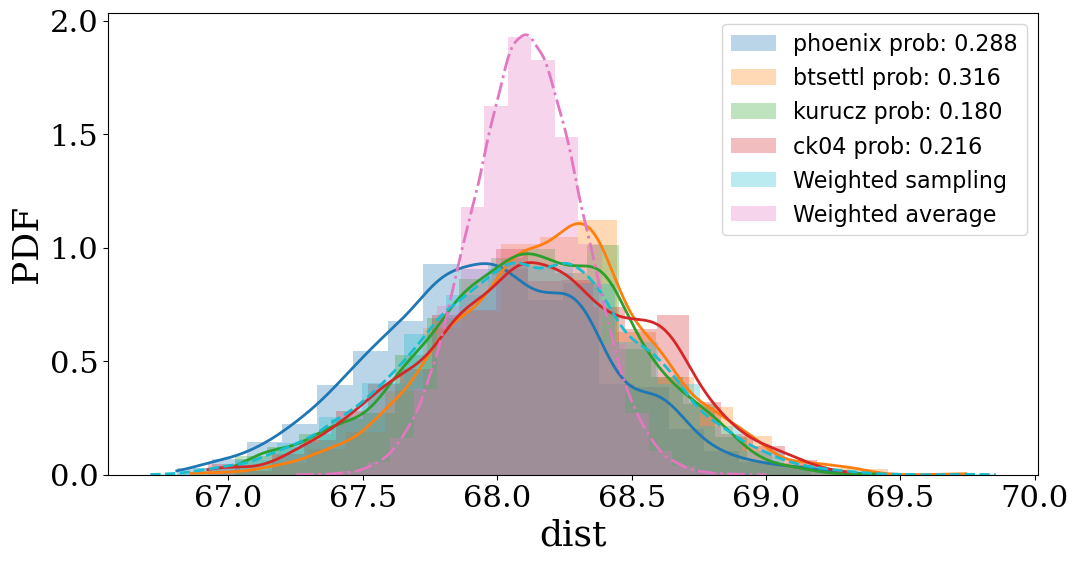 2.0
1.5
1.0
0.5
0.0
PDF
phoenix prob: 0.288
btsettl prob: 0.316
kurucz prob: 0.180
ck04 prob: 0.216
Weighted sampling
Weighted average
67.0 67.5 68.0 68.5 69.0 69.5 70.0
dist